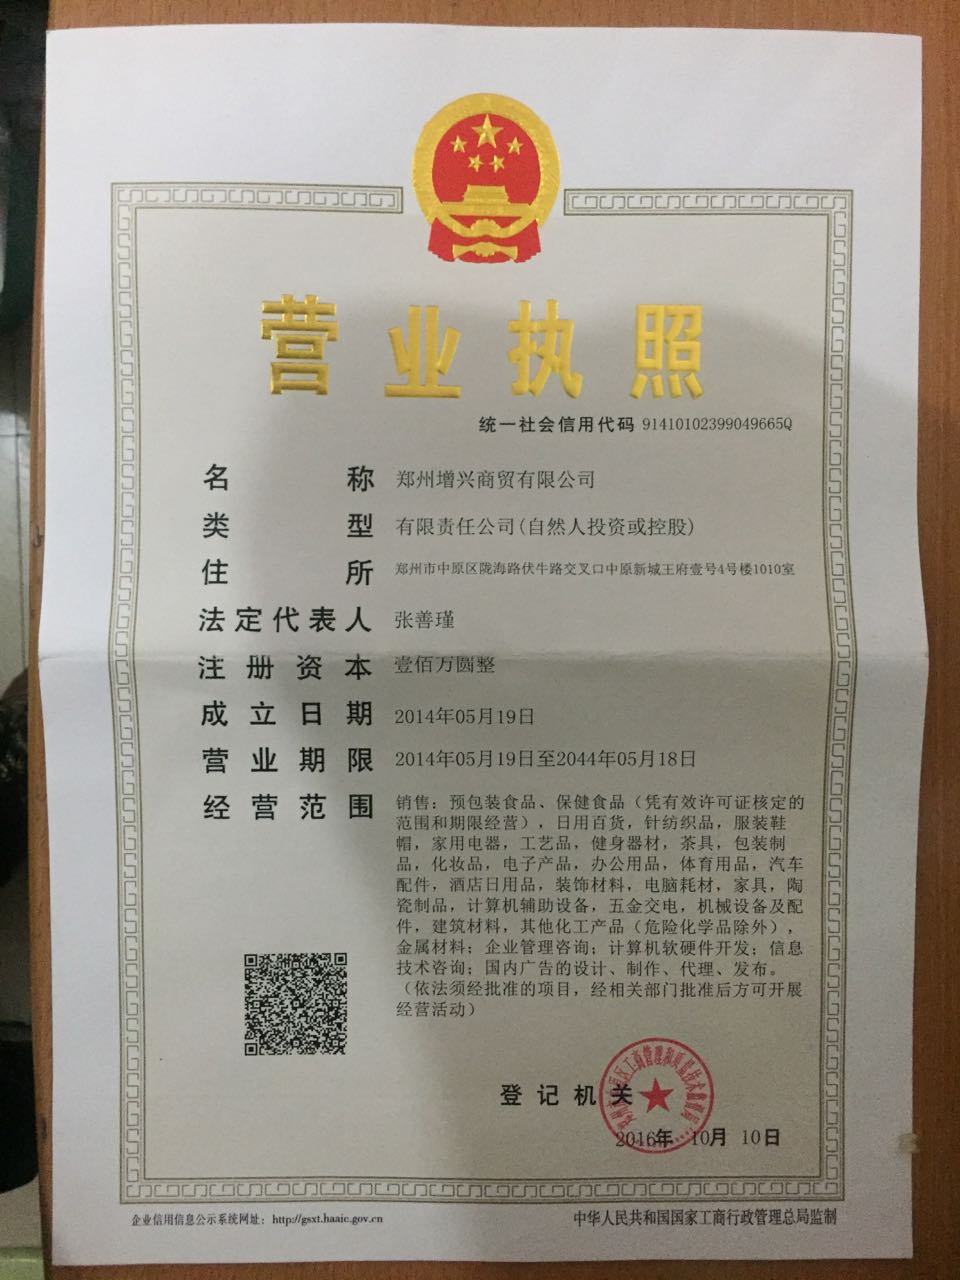 营业执照
统一社会信用代码 91410102399049665Q
名称 郑州增兴商贸有限公司
类型 有限责任公司(自然人投资或控股)
住所 郑州市中原区陇海路伏牛路交叉口中原新城王府壹号4号楼1010室
法定代表人 张善瑾
注册资本 壹佰万圆整
成立日期 2014年05月19日
营业期限 2014年05月19日至2044年05月18日
经营范围 销售：预包装食品、保健食品（凭有效许可证核定的
范围和期限经营），日用百货，针纺织品，服装鞋
帽，家用电器，工艺品，健身器材，茶具，包装制
品，化妆品，电子产品，办公用品，体育用品，汽车
配件，酒店日用品，装饰材料，电脑耗材，家具，陶
瓷制品，计算机辅助设备，五金交电，机械设备及配
件，建筑材料，其他化工产品（危险化学品除外），
金属材料；企业管理咨询；计算机软硬件开发；信息
技术咨询；国内广告的设计、制作、代理、发布。
（依法须经批准的项目，经相关部门批准后方可开展
经营活动）
登记机关
2016年 10月 10日
企业信用信息公示系统网址：http://gsxt.haaic.gov.cn
中华人民共和国国家工商行政管理总局监制